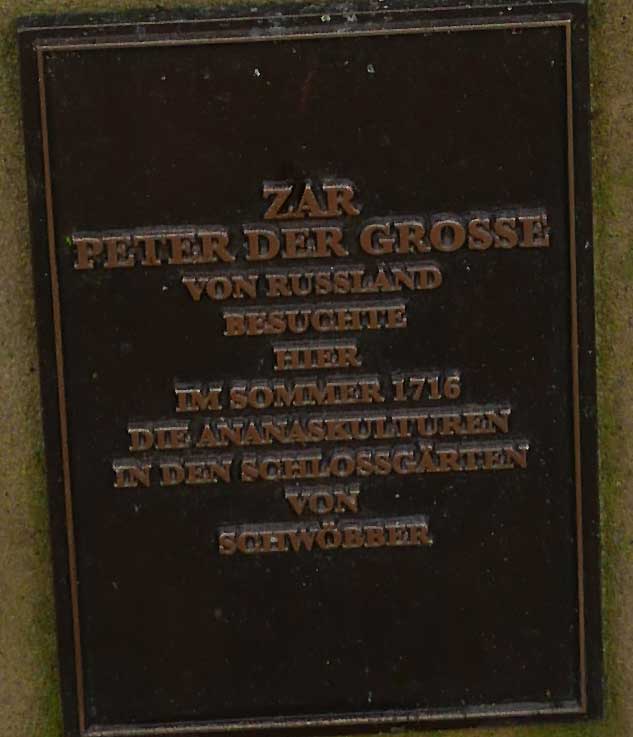 ZAR
PETER DER GROSSE
VON RUSSLAND
BESUCHTE
HIER
IM SOMMER 1716
DIE ANANASKULTUREN
IN DEN SCHLOSSGÄRTEN
VON
SCHWÖBBER